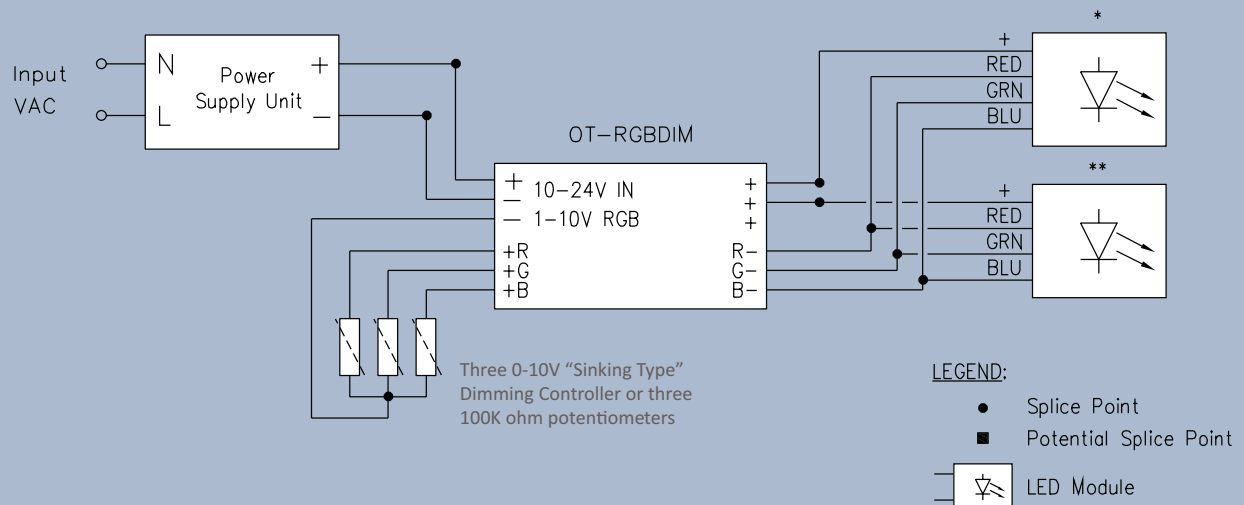 Input
VAC
N
L
Power
Supply Unit
+
−
OT-RGBDIM
+
−
−
10-24V IN
1-10V RGB
+R
+G
+B
+
+
+
R-
G-
B-
*
+
RED
GRN
BLU
**
+
RED
GRN
BLU
Three 0-10V “Sinking Type”
Dimming Controller or three
100K ohm potentiometers
LEGEND:
Splice Point
Potential Splice Point
LED Module